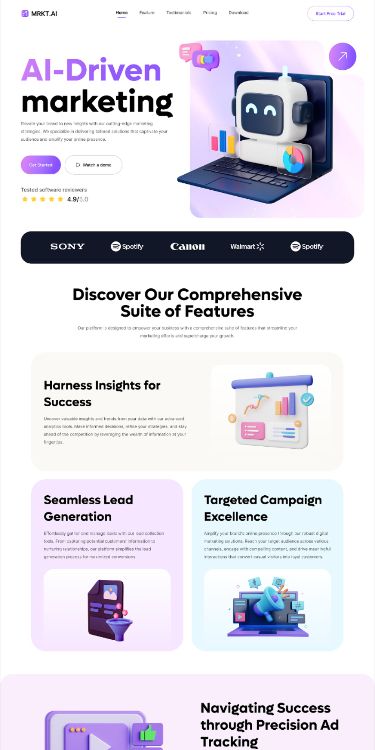 MRKT.AI
Home Feature Testimonials Pricing Download
Start Free Trial
AI-Driven
marketing
Elevate your brand to new heights with our cutting-edge marketing
strategies. We specialize in delivering tailored solutions that captivate your
audience and amplify your online presence.
Get Started
Watch a demo
Tested software reviewers
4.9/5.0
SONY Spotify Canon Walmart Spotify
Discover Our Comprehensive
Suite of Features
Our platform is designed to empower your business with a comprehensive suite of features that streamline your
marketing efforts and supercharge your growth.
Harness Insights for
Success
Uncover valuable insights and trends from your data with our advanced
analytics tools. Make informed decisions, refine your strategies, and stay
ahead of the competition by leveraging the wealth of information at your
fingertips.
Seamless Lead
Generation
Effortlessly gather and manage leads with our lead collection
tools. From capturing potential customers' information to
nurturing relationships, our platform simplifies the lead
generation process for maximized conversions.
Targeted Campaign
Excellence
Amplify your brand's online presence through our robust digital
marketing solutions. Reach your target audience across various
channels, engage with compelling content, and drive meaningful
interactions that convert casual visitors into loyal customers.
Navigating Success
through Precision Ad
Tracking